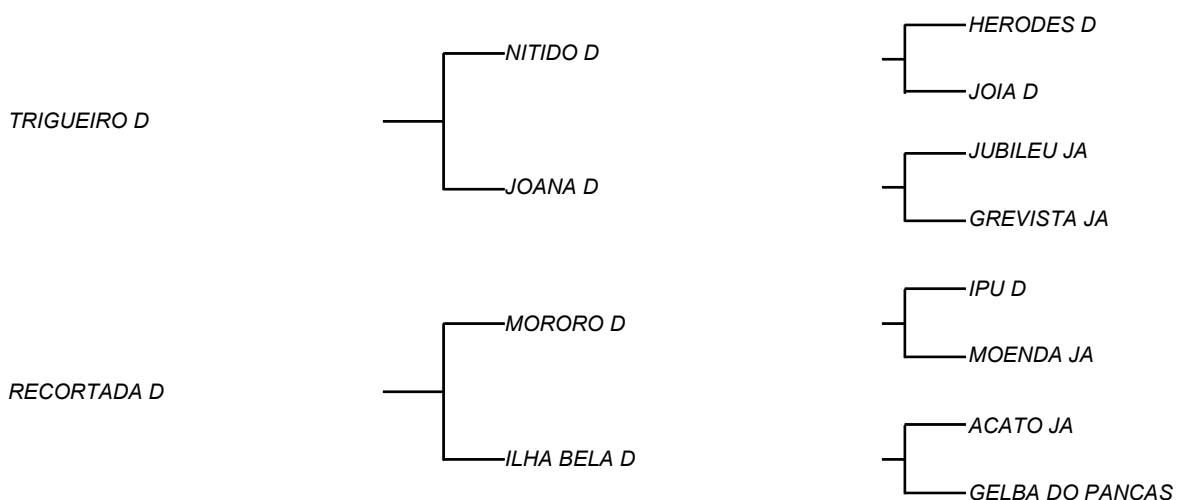 HERODES D
NITIDO D
JOIA D
TRIGUEIRO D
JUBILEU JA
JOANA D
GREVISTA JA
IPU D
MORORO D
MOENDA JA
RECORTADA D
ACATO JA
ILHA BELA D
GELBA DO PANCAS